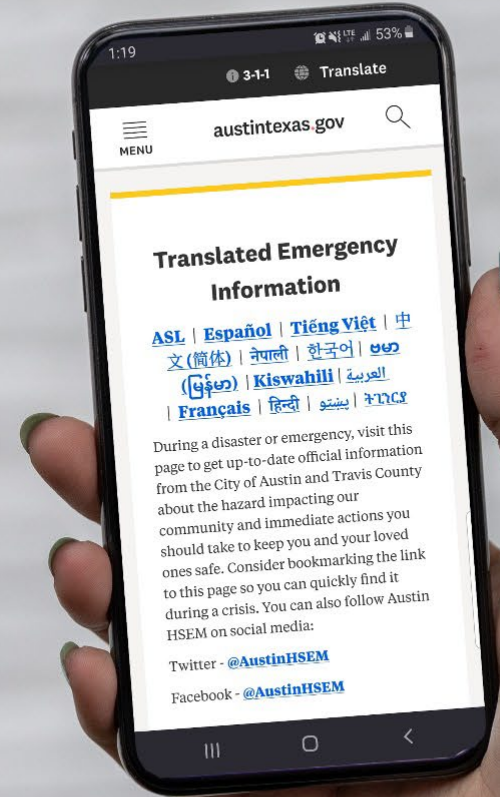 1:19
LTE 53%
3-1-1 Translate
MENU
austintexas.gov
Translated Emergency
Information
ASL | Español | Tiếng Việt | 中
文 (简体) | नेपाली | 한국어 | ဗမာ
(မြန်မာ) | Kiswahili | العربية
| Français | हिन्दी | پښتو | ትግርኛ
During a disaster or emergency, visit this
page to get up-to-date official information
from the City of Austin and Travis County
about the hazard impacting our
community and immediate actions you
should take to keep you and your loved
ones safe. Consider bookmarking the link
to this page so you can quickly find it
during a crisis. You can also follow Austin
HSEM on social media:
Twitter - @AustinHSEM
Facebook - @AustinHSEM